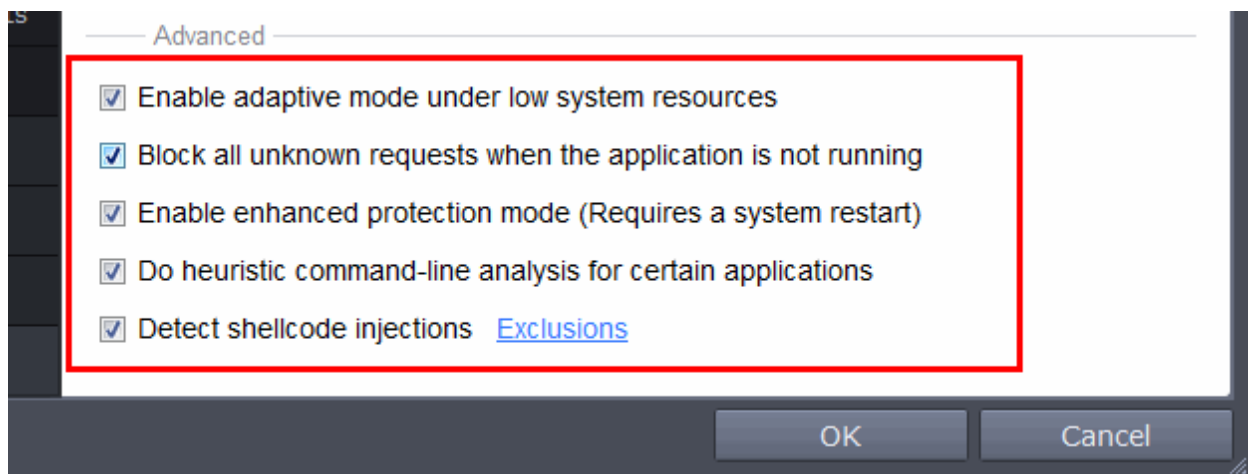 Advanced
Enable adaptive mode under low system resources
Block all unknown requests when the application is not running
Enable enhanced protection mode (Requires a system restart)
Do heuristic command-line analysis for certain applications
Detect shellcode injections Exclusions
OK Cancel